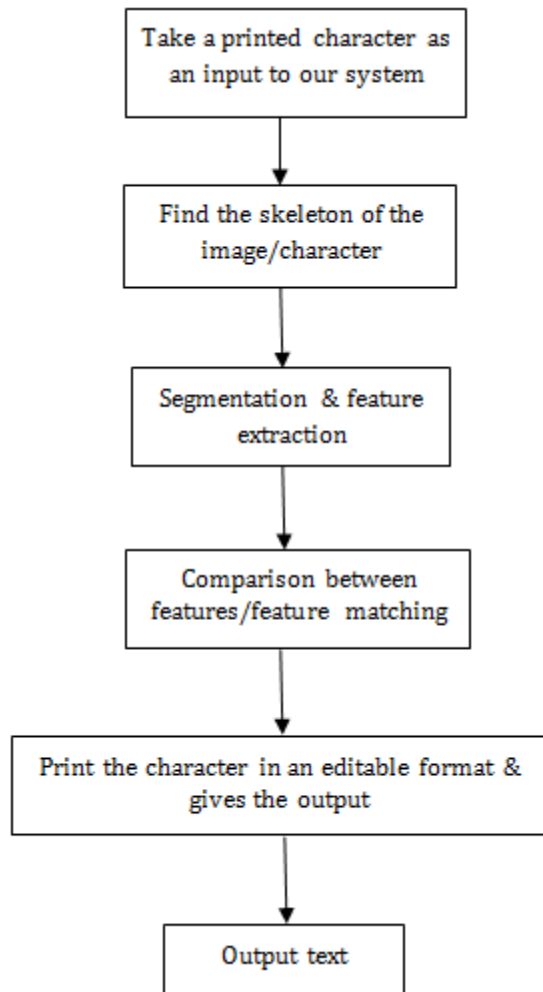 Take a printed character as
an input to our system
Find the skeleton of the
image/character
Segmentation & feature
extraction
Comparison between
features/feature matching
Print the character in an editable format &
gives the output
Output text